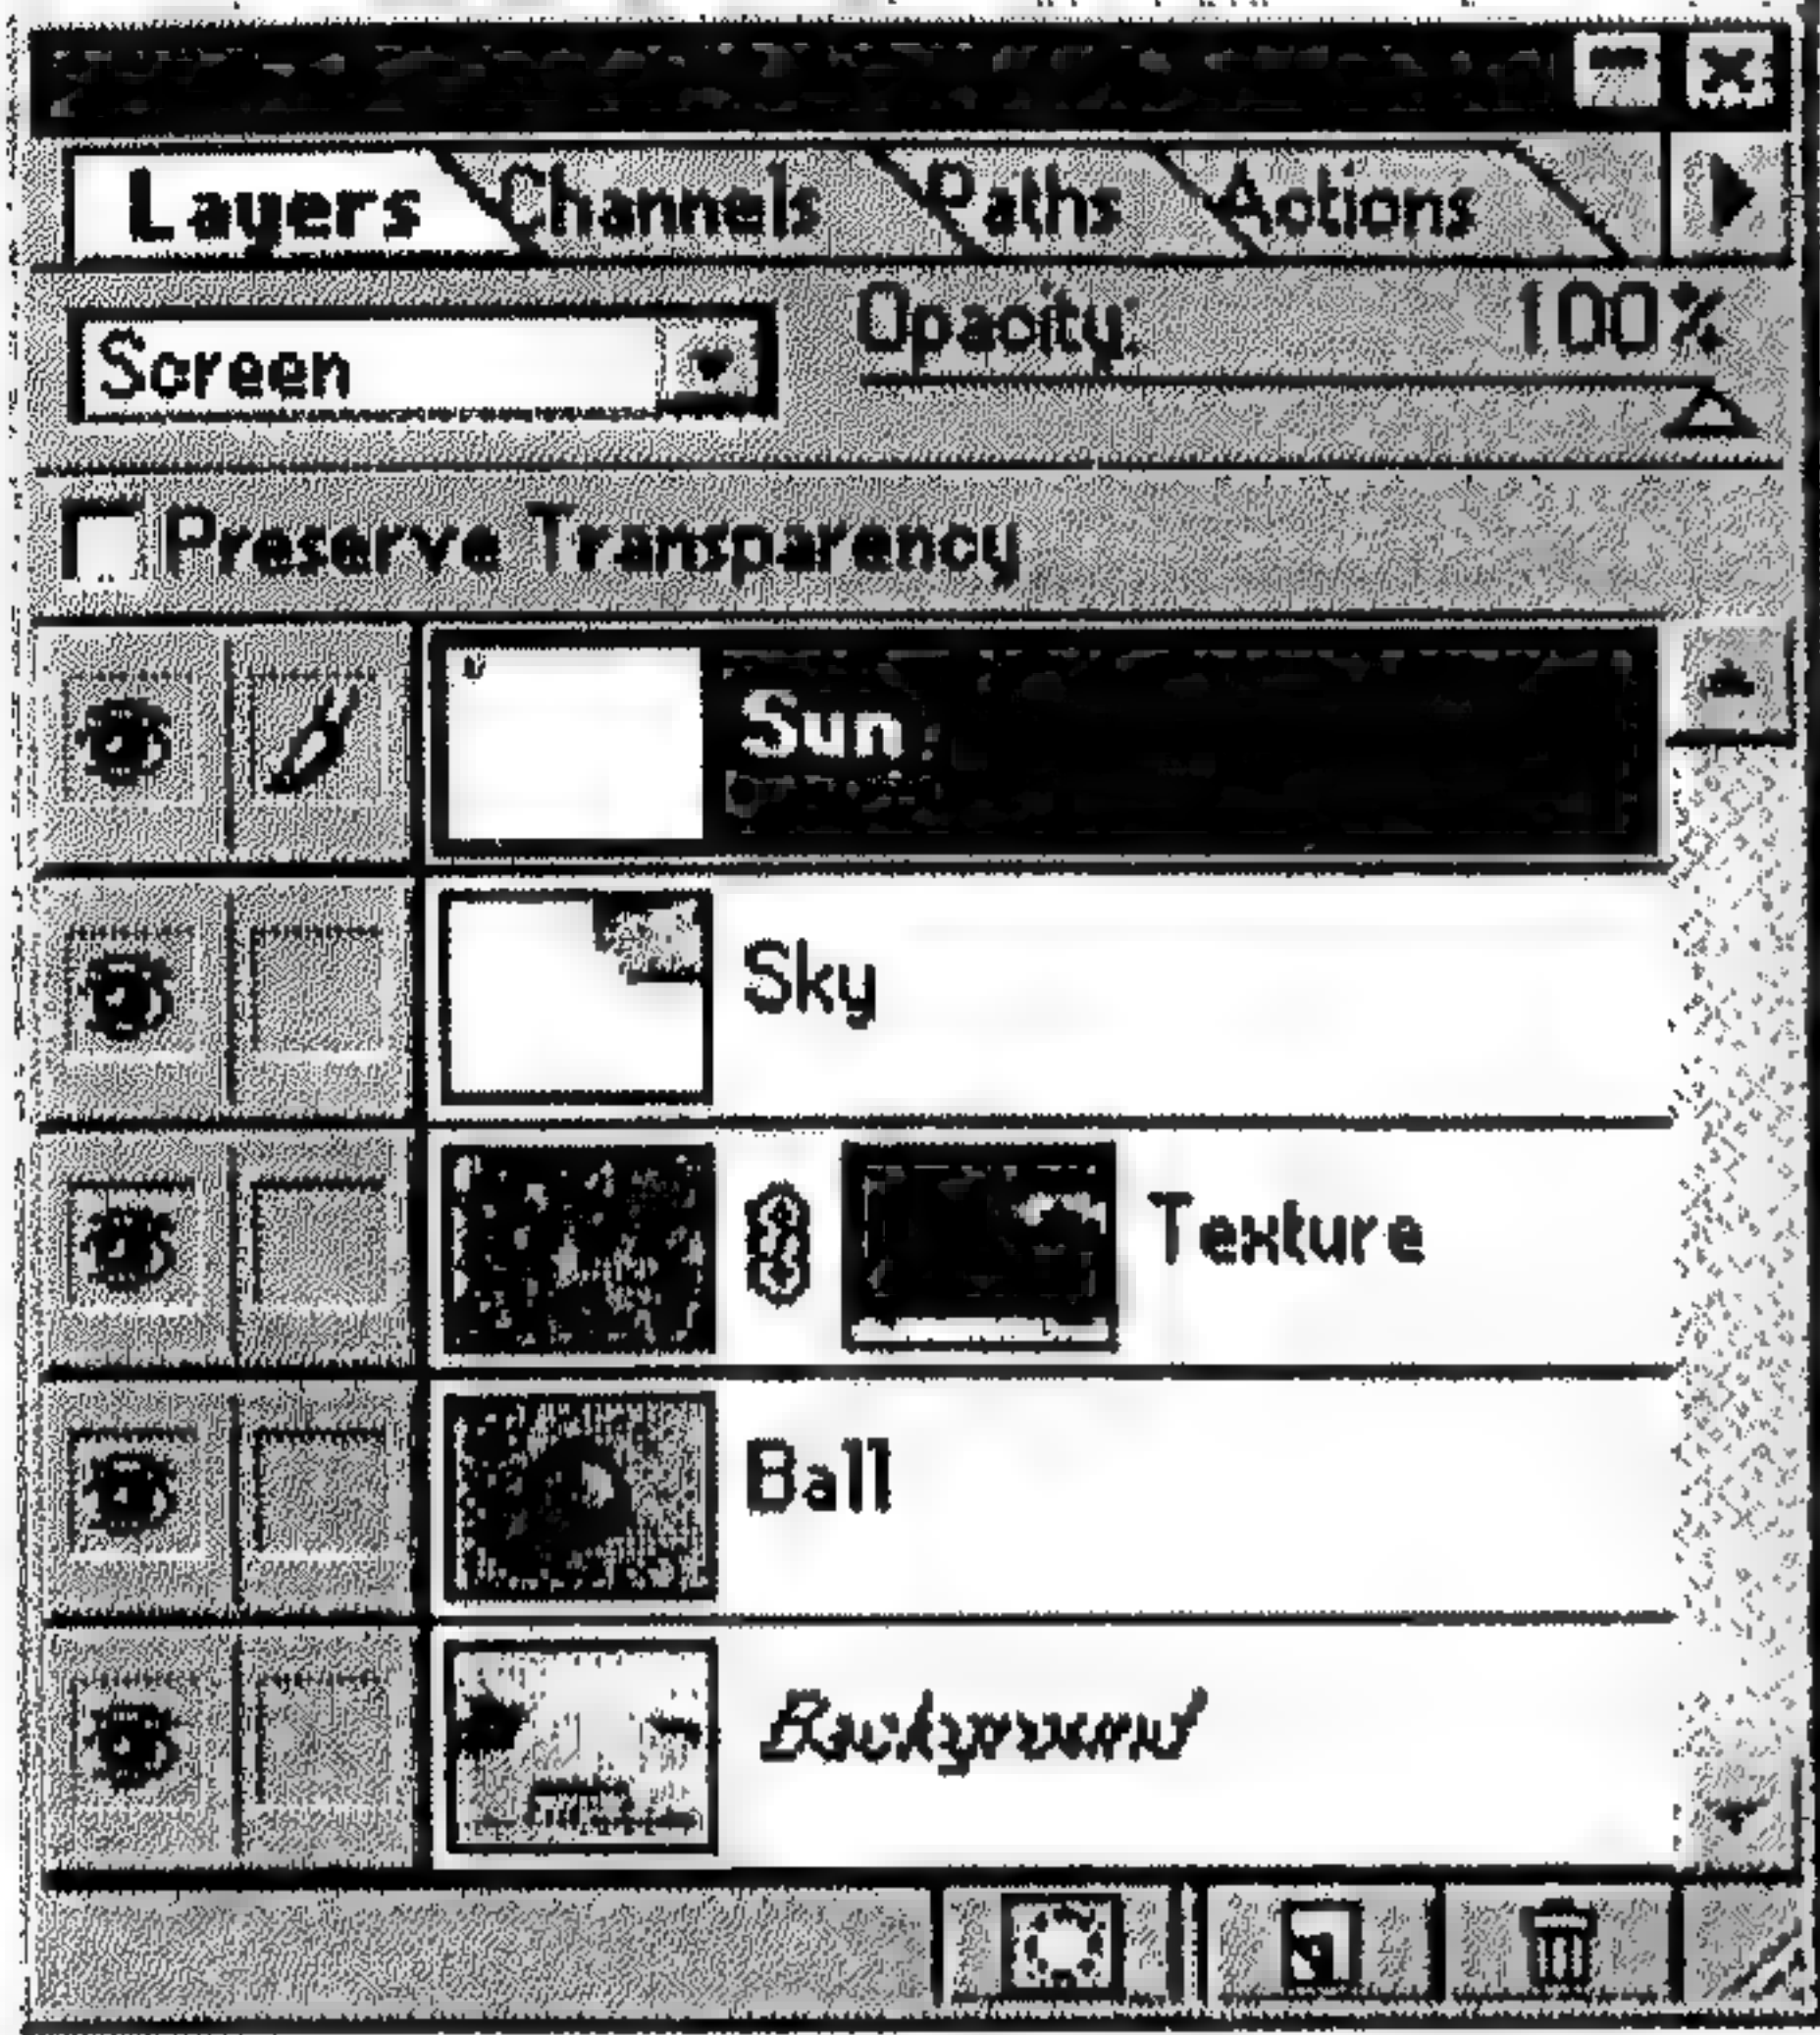 Layers Channels Paths Actions
Screen Opacity: 100%
Preserve Transparency
Sun
Sky
Texture
Ball
Background